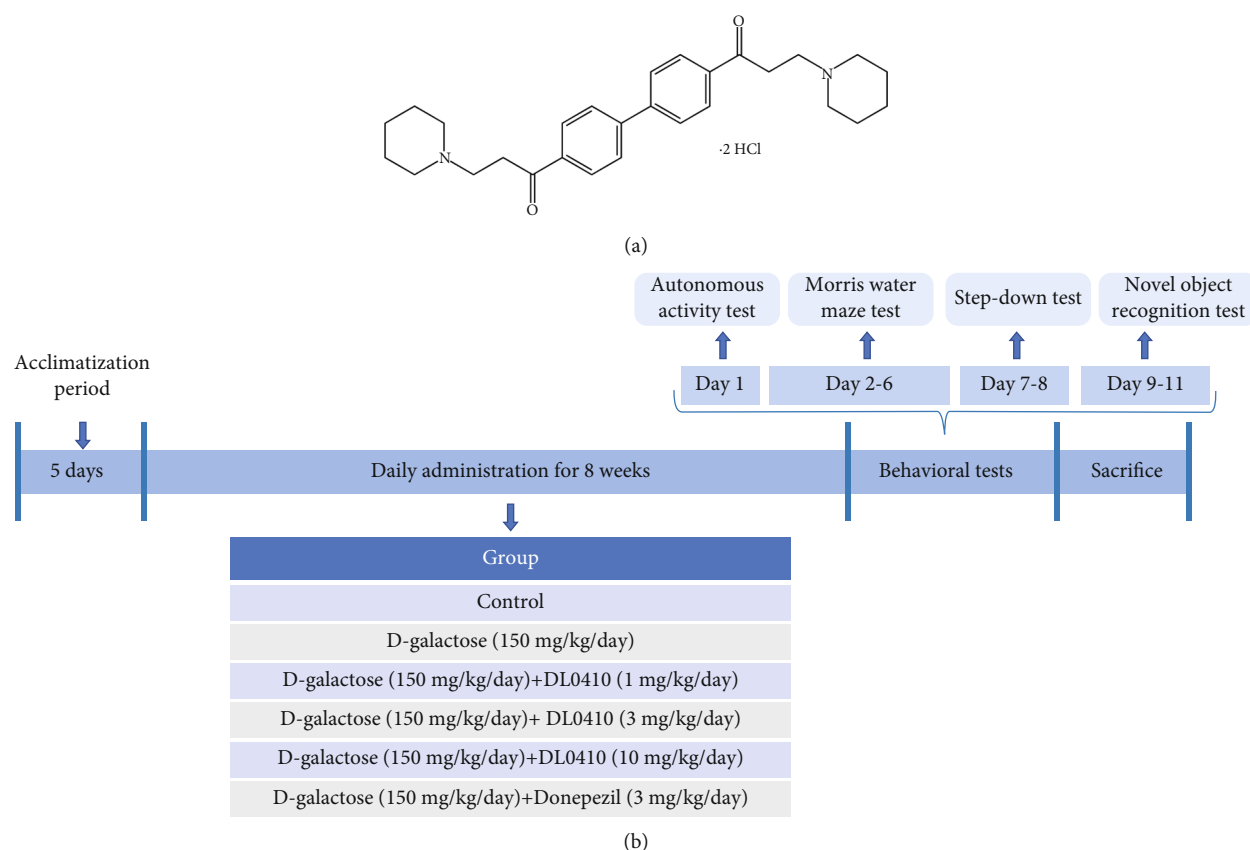 O
N
·2 HCl
N
O
(a)
Autonomous
activity test
Morris water
maze test
Step-down test
Novel object
recognition test
Day 1
Day 2-6
Day 7-8
Day 9-11
Acclimatization
period
5 days
Daily administration for 8 weeks
Behavioral tests
Sacrifice
Group
Control
D-galactose (150 mg/kg/day)
D-galactose (150 mg/kg/day)+DL0410 (1 mg/kg/day)
D-galactose (150 mg/kg/day)+ DL0410 (3 mg/kg/day)
D-galactose (150 mg/kg/day)+DL0410 (10 mg/kg/day)
D-galactose (150 mg/kg/day)+Donepezil (3 mg/kg/day)
(b)